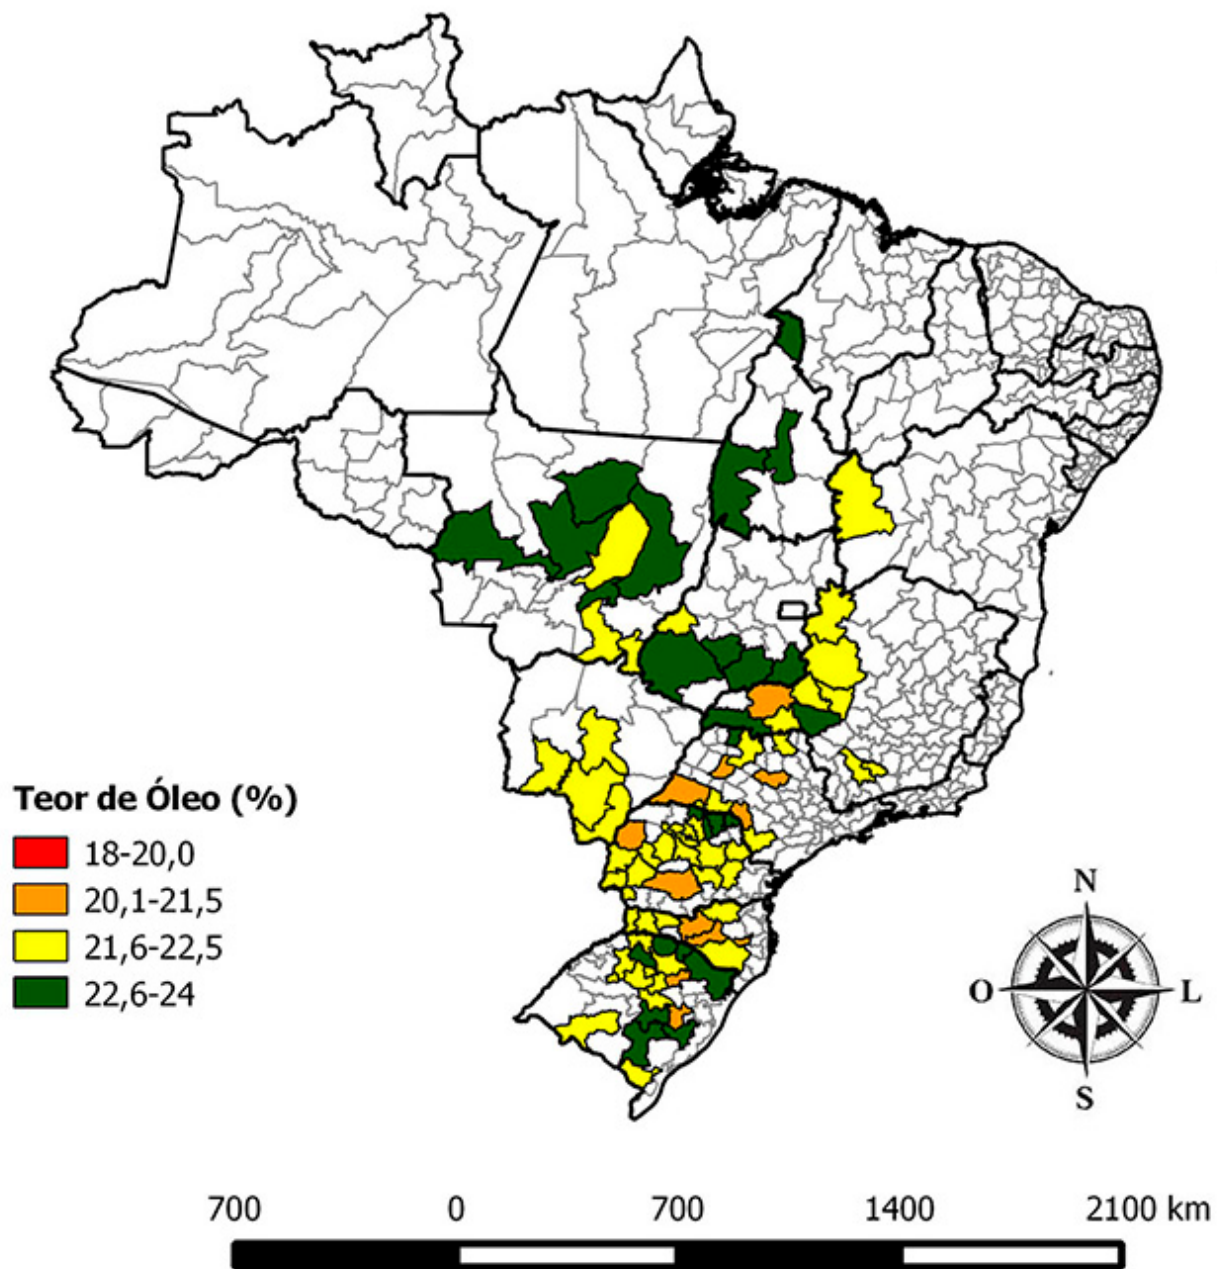 Teor de Óleo (%)
18-20,0
20,1-21,5
21,6-22,5
22,6-24
N
O L
S
700 0 700 1400 2100 km